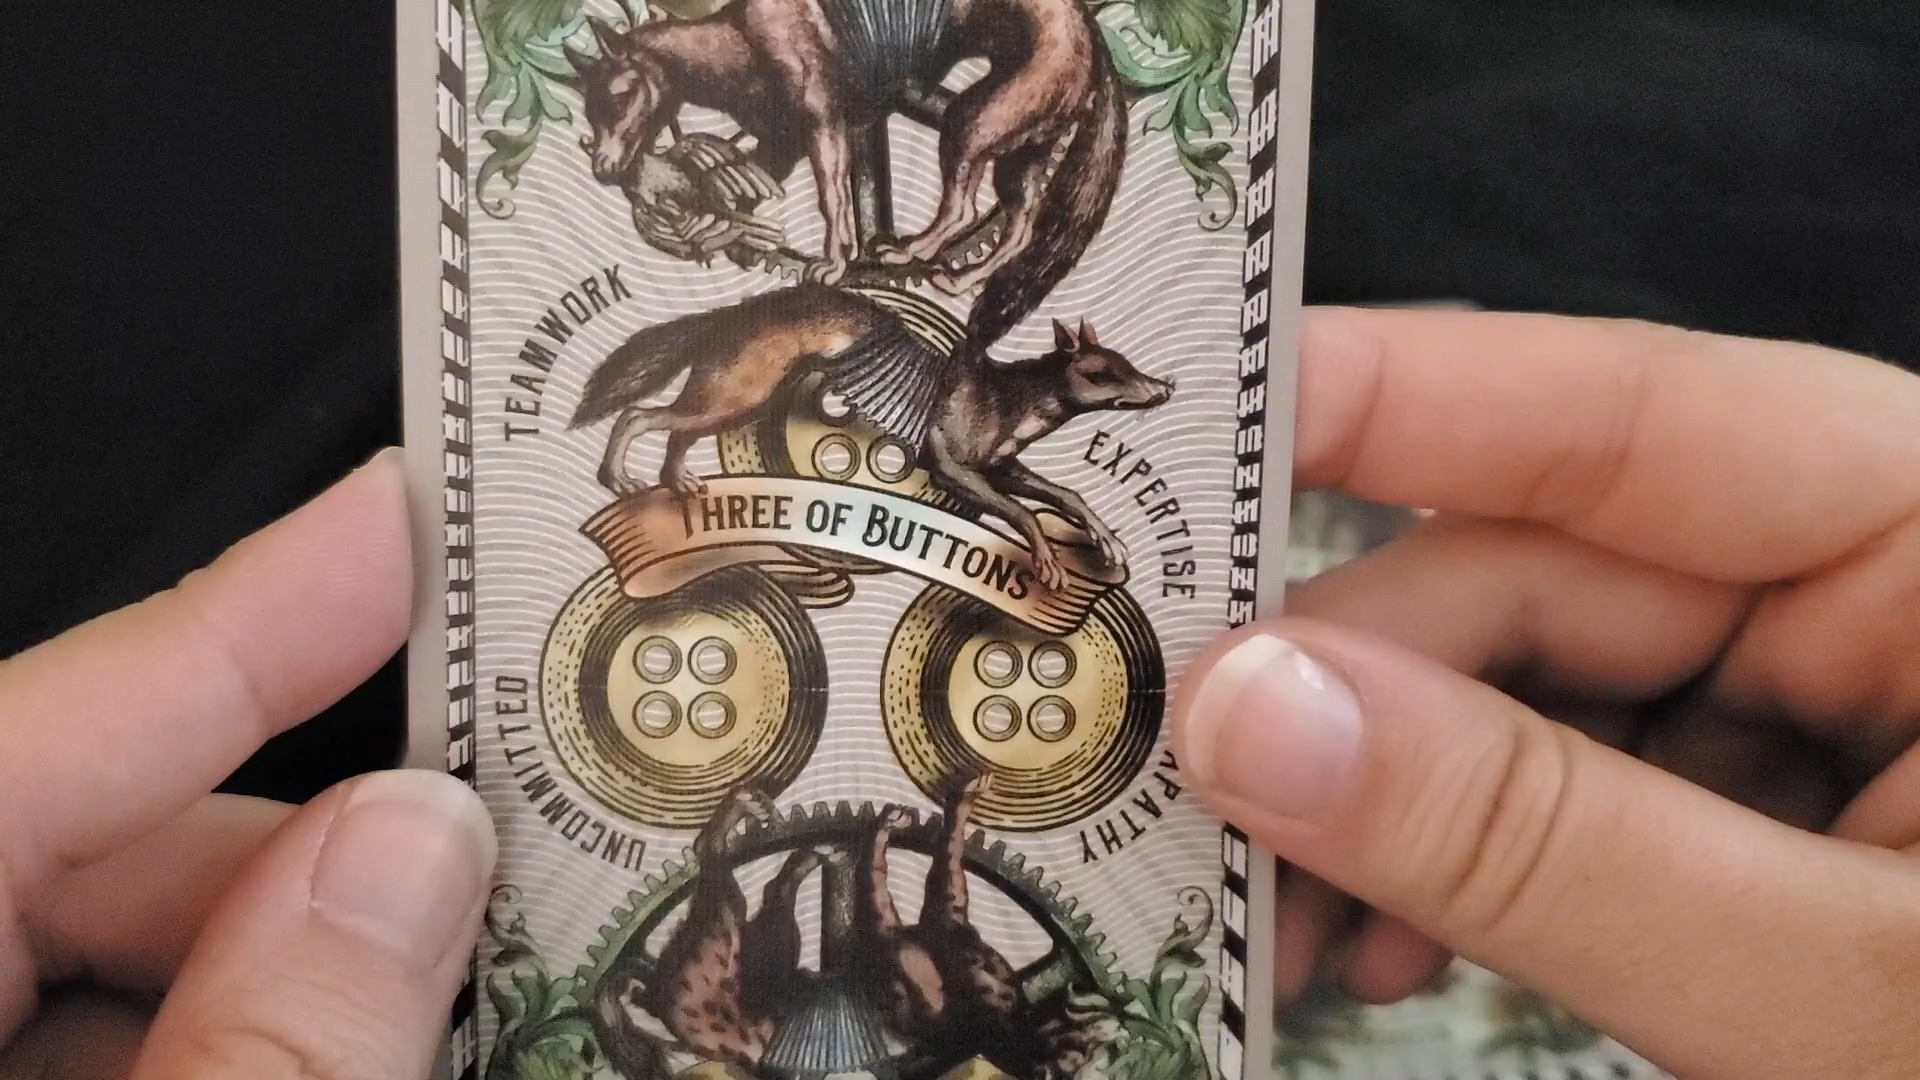 TEAMWORK
EXPERTISE
THREE OF BUTTONS
UNCOMMITTED
APATHY